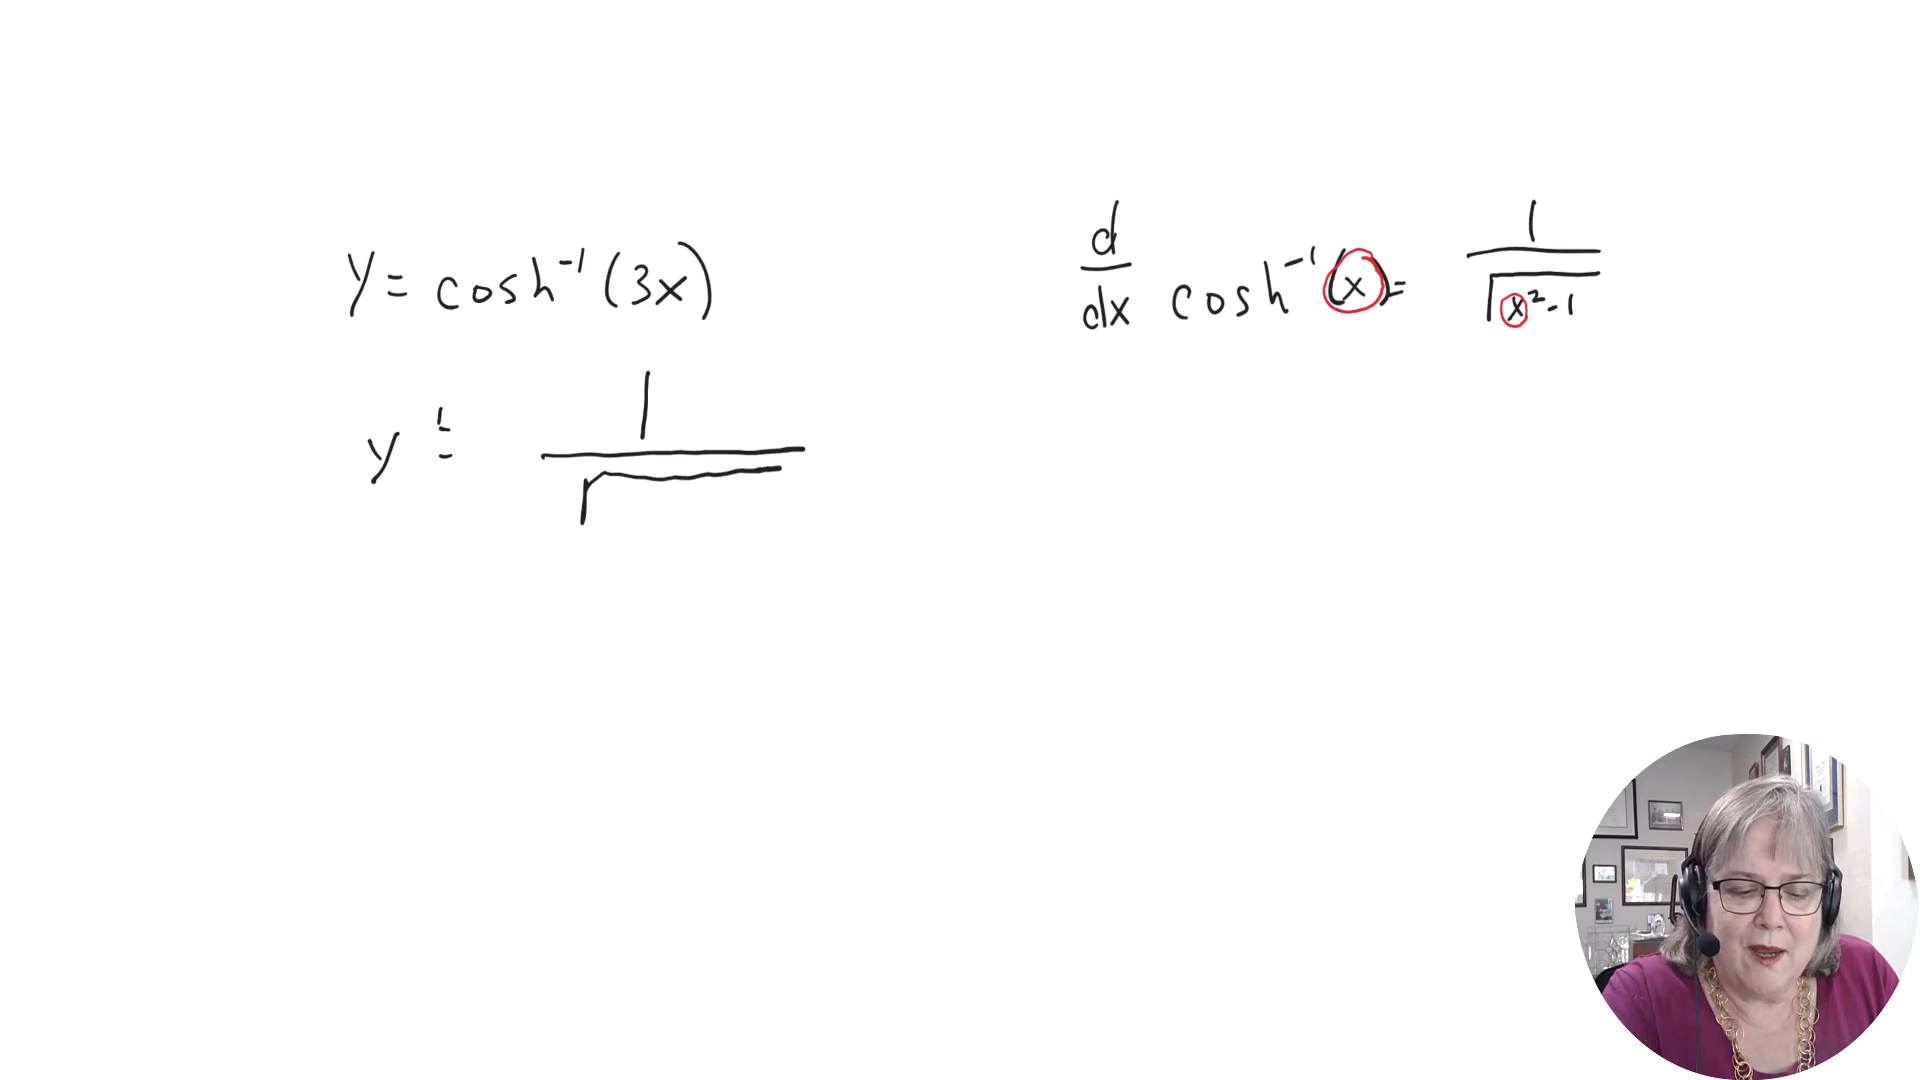 y = cosh⁻¹(3x)
y' = 1/√
d/dx cosh⁻¹(x) = 1/√(x²-1)